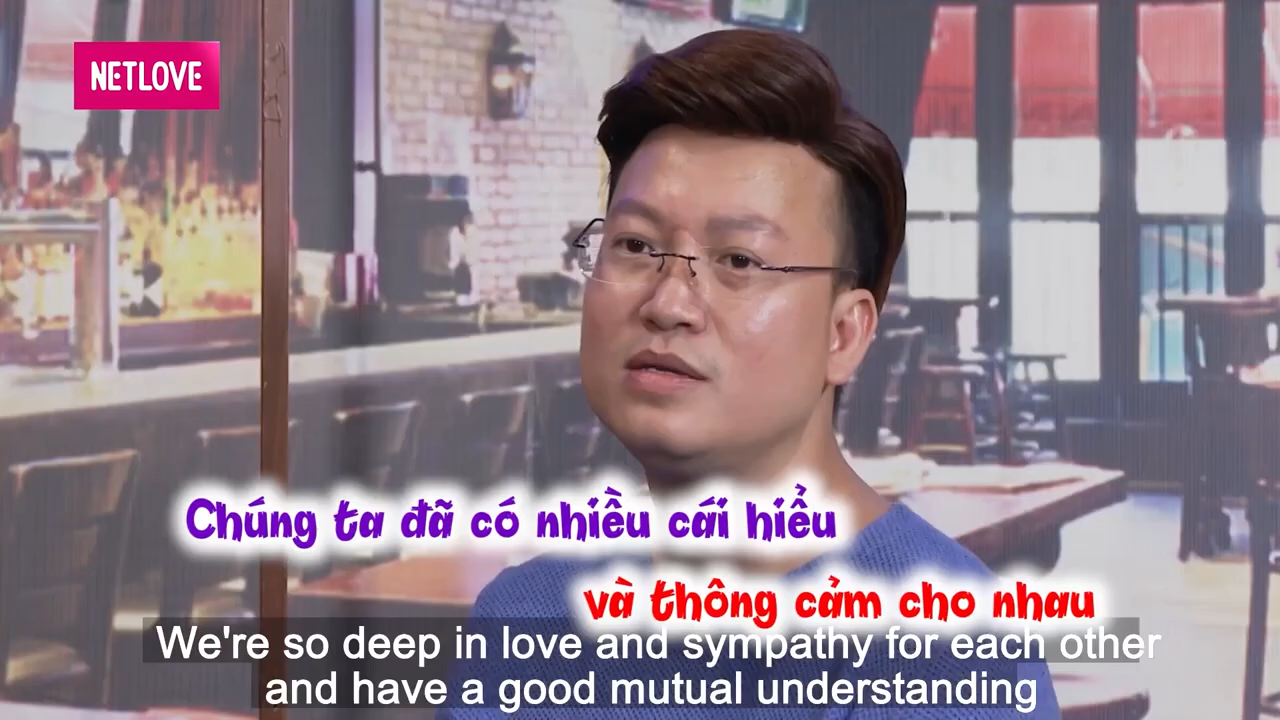 NETLOVE
Chúng ta đã có nhiều cái hiểu
và thông cảm cho nhau
We're so deep in love and sympathy for each other
and have a good mutual understanding